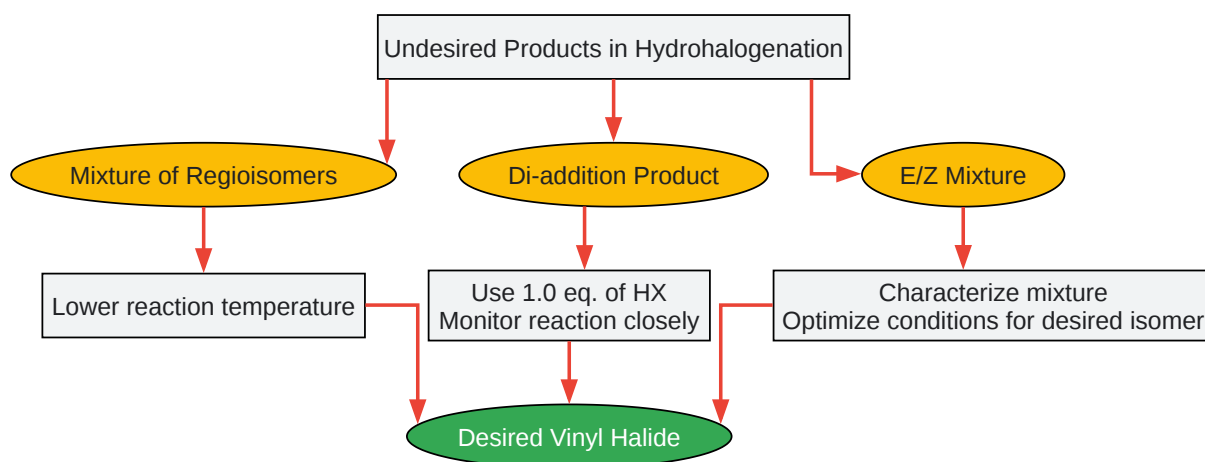 Undesired Products in Hydrohalogenation
Mixture of Regioisomers
Di-addition Product
E/Z Mixture
Lower reaction temperature
Use 1.0 eq. of HX
Monitor reaction closely
Characterize mixture
Optimize conditions for desired isomer
Desired Vinyl Halide